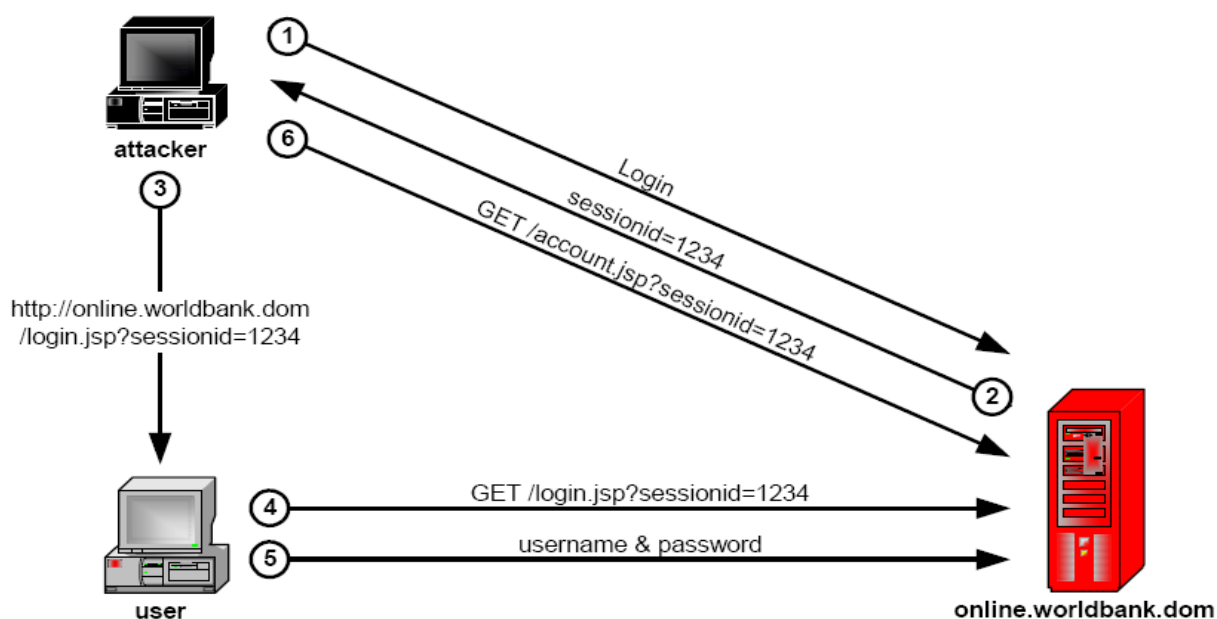 1
attacker
6
3
Login
sessionid=1234
GET /account.jsp?sessionid=1234
http://online.worldbank.dom
/login.jsp?sessionid=1234
2
4
GET /login.jsp?sessionid=1234
5
username & password
user
online.worldbank.dom